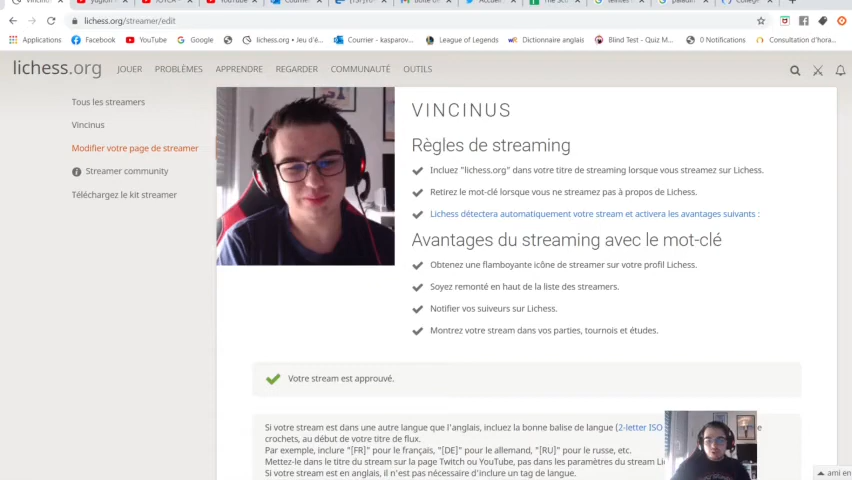 Vincinus
YouTube
lichess.org/streamer/edit
Applications
Facebook
YouTube
Google
lichess.org • Jeu d'é...
Courrier - kasparov...
League of Legends
Dictionnaire anglais
Blind Test - Quiz M...
0 Notifications
Consultation d'hora...
lichess.org
JOUER
PROBLÈMES
APPRENDRE
REGARDER
COMMUNAUTÉ
OUTILS
Tous les streamers
Vincinus
Modifier votre page de streamer
Streamer community
Téléchargez le kit streamer
VINCINUS
Règles de streaming
Incluez "lichess.org" dans votre titre de streaming lorsque vous streamez sur Lichess.
Retirez le mot-clé lorsque vous ne streamez pas à propos de Lichess.
Lichess détectera automatiquement votre stream et activera les avantages suivants :
Avantages du streaming avec le mot-clé
Obtenez une flamboyante icône de streamer sur votre profil Lichess.
Soyez remonté en haut de la liste des streamers.
Notifier vos suiveurs sur Lichess.
Montrez votre stream dans vos parties, tournois et études.
Votre stream est approuvé.
Si votre stream est dans une autre langue que l'anglais, incluez la bonne balise de langue (2-letter ISO
crochets, au début de votre titre de flux.
Par exemple, inclure "[FR]" pour le français, "[DE]" pour le allemand, "[RU]" pour le russe, etc.
Mettez-le dans le titre du stream sur la page Twitch ou YouTube, pas dans les paramètres du stream
Si votre stream est en anglais, il n'est pas nécessaire d'inclure un tag de langue.
ami en